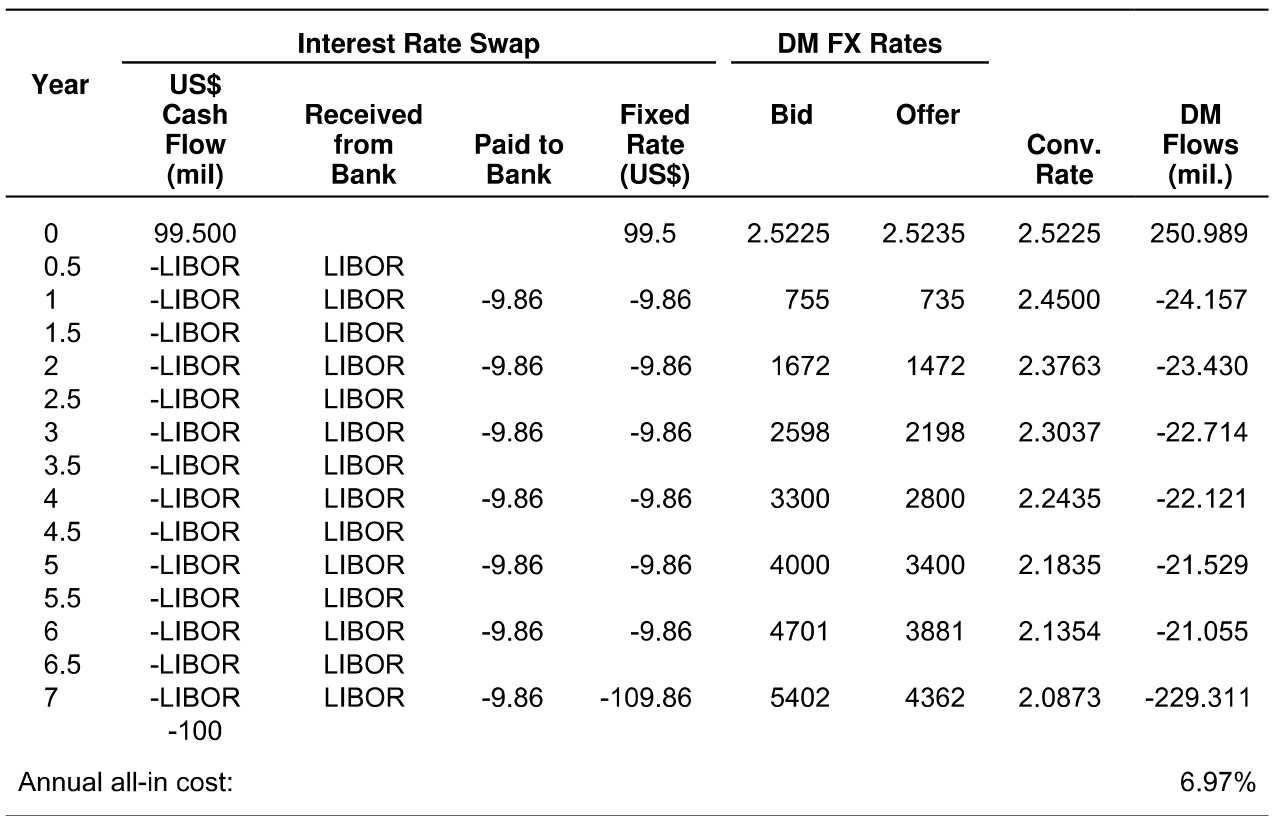 Interest Rate Swap DM FX Rates
Year US$ Cash Flow (mil) Received from Bank Paid to Bank Fixed Rate (US$) Bid Offer Conv. Rate DM Flows (mil.)
0 99.500 99.5 2.5225 2.5235 2.5225 250.989
0.5 -LIBOR LIBOR
1 -LIBOR LIBOR -9.86 -9.86 755 735 2.4500 -24.157
1.5 -LIBOR LIBOR
2 -LIBOR LIBOR -9.86 -9.86 1672 1472 2.3763 -23.430
2.5 -LIBOR LIBOR
3 -LIBOR LIBOR -9.86 -9.86 2598 2198 2.3037 -22.714
3.5 -LIBOR LIBOR
4 -LIBOR LIBOR -9.86 -9.86 3300 2800 2.2435 -22.121
4.5 -LIBOR LIBOR
5 -LIBOR LIBOR -9.86 -9.86 4000 3400 2.1835 -21.529
5.5 -LIBOR LIBOR
6 -LIBOR LIBOR -9.86 -9.86 4701 3881 2.1354 -21.055
6.5 -LIBOR LIBOR
7 -LIBOR LIBOR -9.86 -109.86 5402 4362 2.0873 -229.311
-100
Annual all-in cost: 6.97%